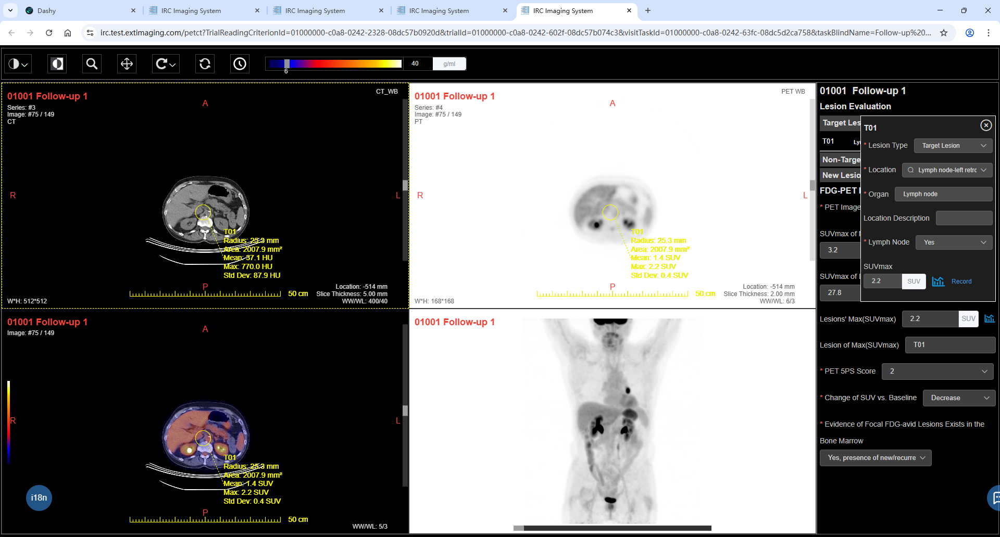 Dashy
IRC Imaging System
IRC Imaging System
IRC Imaging System
IRC Imaging System
irc.test.extimaging.com/petct?TrialReadingCriterionId=01000000-c0a8-0242-2328-08dc57b0920d&trialId=01000000-c0a8-0242-602f-08dc57b074c3&visitTaskId=01000000-c0a8-0242-63fc-08dc5d2ca758&taskBlindName=Follow-up%20...
6
40
g/ml
01001 Follow-up 1
CT_WB
Series: #3
Image: #75 / 149
CT
A
R
L
T01
Radius: 25.3 mm
Area: 2007.9 mm²
Mean: 37.1 HU
Max: 770.0 HU
Std Dev: 87.9 HU
P
50 cm
W*H: 512*512
Location: -514 mm
Slice Thickness: 5.00 mm
WW/WL: 400/40
01001 Follow-up 1
PET WB
Series: #4
Image: #75 / 149
PT
A
R
L
T01
Radius: 25.3 mm
Area: 2007.9 mm²
Mean: 1.4 SUV
Max: 2.2 SUV
Std Dev: 0.4 SUV
P
50 cm
W*H: 168*168
Location: -514 mm
Slice Thickness: 2.00 mm
WW/WL: 6/3
01001 Follow-up 1
Image: #75 / 149
A
R
L
T01
Radius: 25.3 mm
Area: 2007.9 mm²
Mean: 1.4 SUV
Max: 2.2 SUV
Std Dev: 0.4 SUV
P
50 cm
WW/WL: 5/3
i18n
01001 Follow-up 1
01001 Follow-up 1
Lesion Evaluation
Target Les
T01 Ly
Non-Targe
New Lesio
FDG-PET
* PET Image
SUVmax of
3.2
SUVmax of
27.8
T01
* Lesion Type Target Lesion
* Location Lymph node-left retro
* Organ Lymph node
Location Description
* Lymph Node Yes
SUVmax
2.2 SUV Record
Lesions' Max(SUVmax) 2.2 SUV
Lesion of Max(SUVmax) T01
* PET 5PS Score 2
* Change of SUV vs. Baseline Decrease
* Evidence of Focal FDG-avid Lesions Exists in the
Bone Marrow
Yes, presence of new/recurre